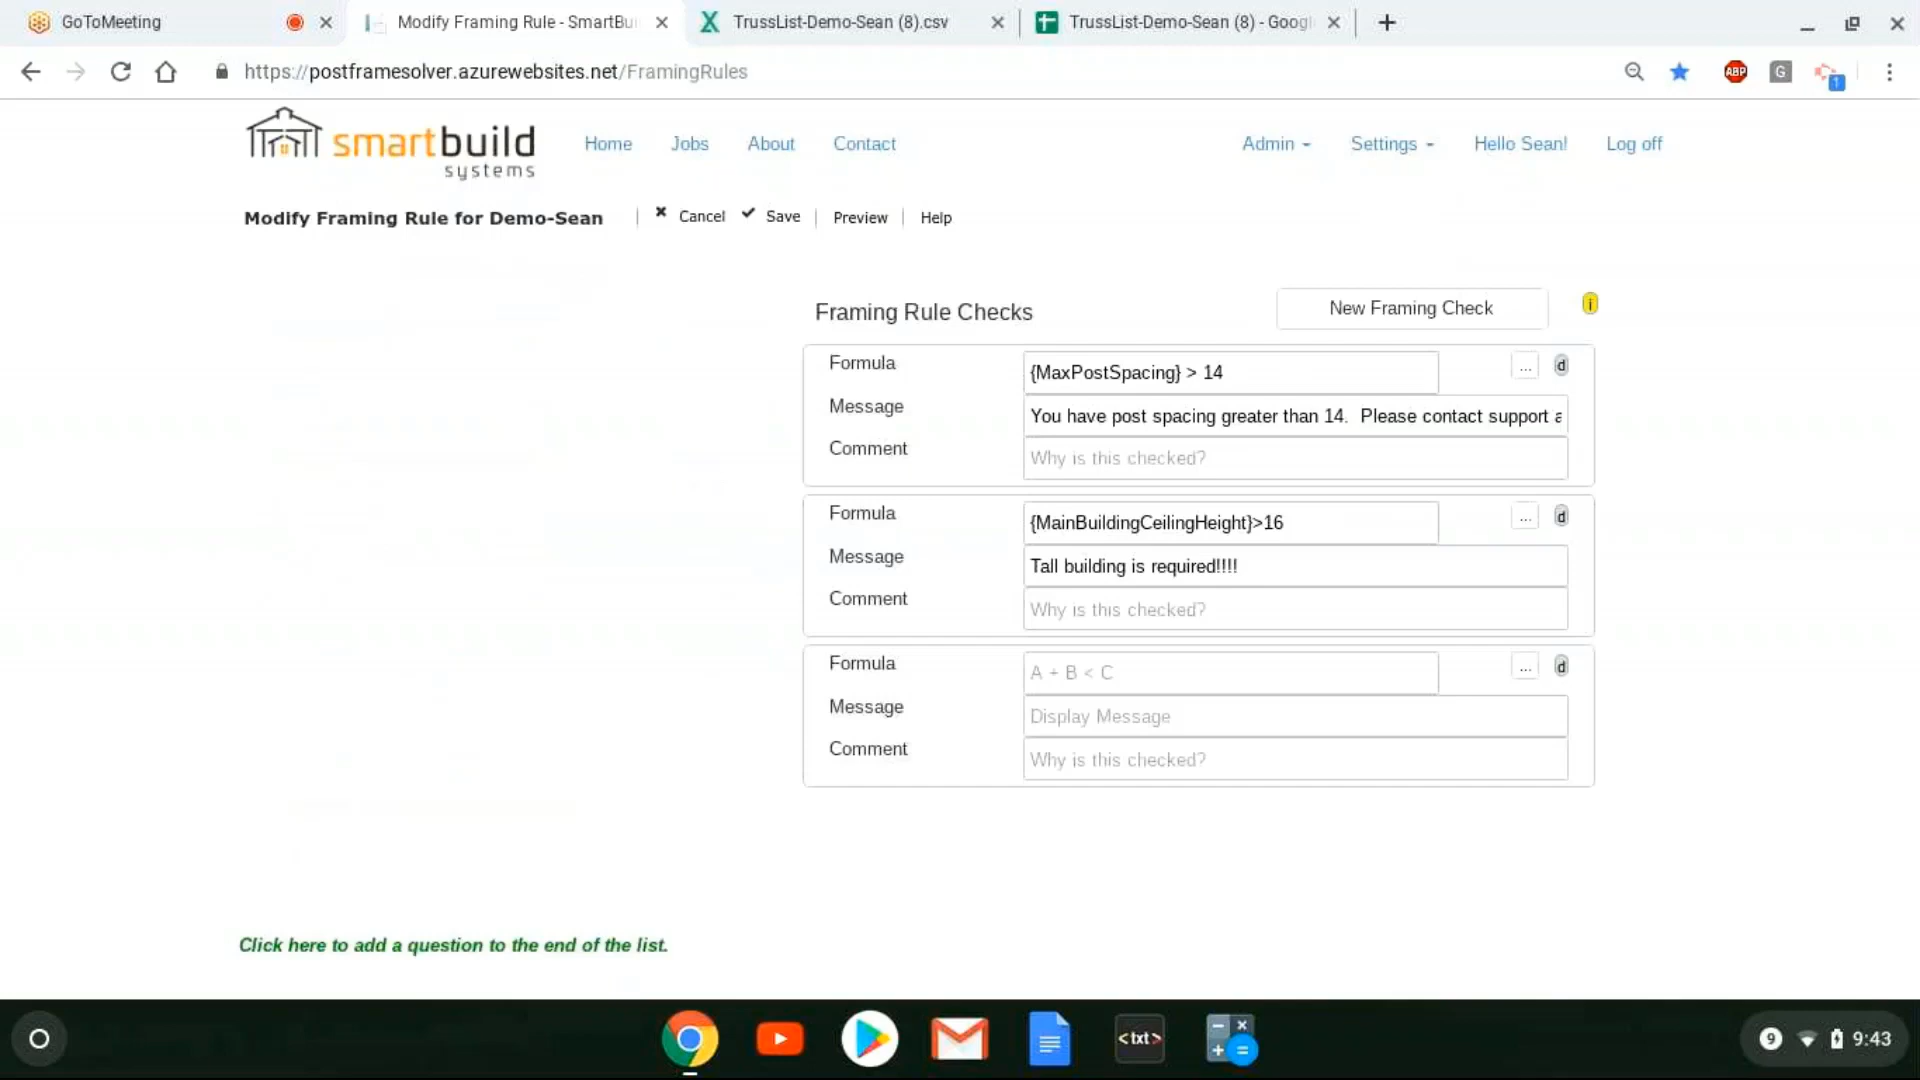 GoToMeeting
Modify Framing Rule - SmartBu
TrussList-Demo-Sean (8).csv
TrussList-Demo-Sean (8) - Googl
https://postframesolver.azurewebsites.net/FramingRules
ABP
G
1
smartbuild
systems
Home
Jobs
About
Contact
Admin
Settings
Hello Sean!
Log off
Modify Framing Rule for Demo-Sean
Cancel
Save
Preview
Help
Framing Rule Checks
New Framing Check
i
Formula
{MaxPostSpacing} > 14
...
d
Message
You have post spacing greater than 14. Please contact support a
Comment
Why is this checked?
Formula
{MainBuildingCeilingHeight}>16
...
d
Message
Tall building is required!!!!
Comment
Why is this checked?
Formula
A + B < C
...
d
Message
Display Message
Comment
Why is this checked?
Click here to add a question to the end of the list.
<txt>
9
9:43